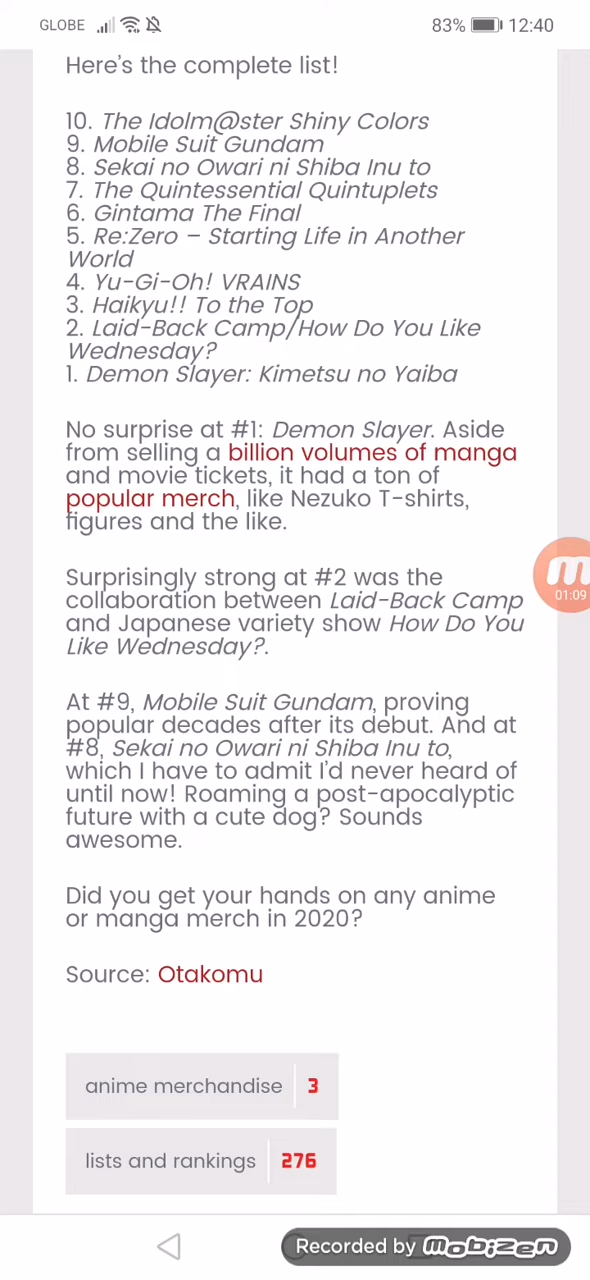 GLOBE 83% 12:40
Here's the complete list!
10. The Idolm@ster Shiny Colors
9. Mobile Suit Gundam
8. Sekai no Owari ni Shiba Inu to
7. The Quintessential Quintuplets
6. Gintama The Final
5. Re:Zero – Starting Life in Another
World
4. Yu-Gi-Oh! VRAINS
3. Haikyu!! To the Top
2. Laid-Back Camp/How Do You Like
Wednesday?
1. Demon Slayer: Kimetsu no Yaiba
No surprise at #1: Demon Slayer. Aside
from selling a billion volumes of manga
and movie tickets, it had a ton of
popular merch, like Nezuko T-shirts,
figures and the like.
Surprisingly strong at #2 was the
collaboration between Laid-Back Camp
and Japanese variety show How Do You
Like Wednesday?.
01:09
At #9, Mobile Suit Gundam, proving
popular decades after its debut. And at
#8, Sekai no Owari ni Shiba Inu to,
which I have to admit I'd never heard of
until now! Roaming a post-apocalyptic
future with a cute dog? Sounds
awesome.
Did you get your hands on any anime
or manga merch in 2020?
Source: Otakomu
anime merchandise 3
lists and rankings 276
Recorded by mobizen